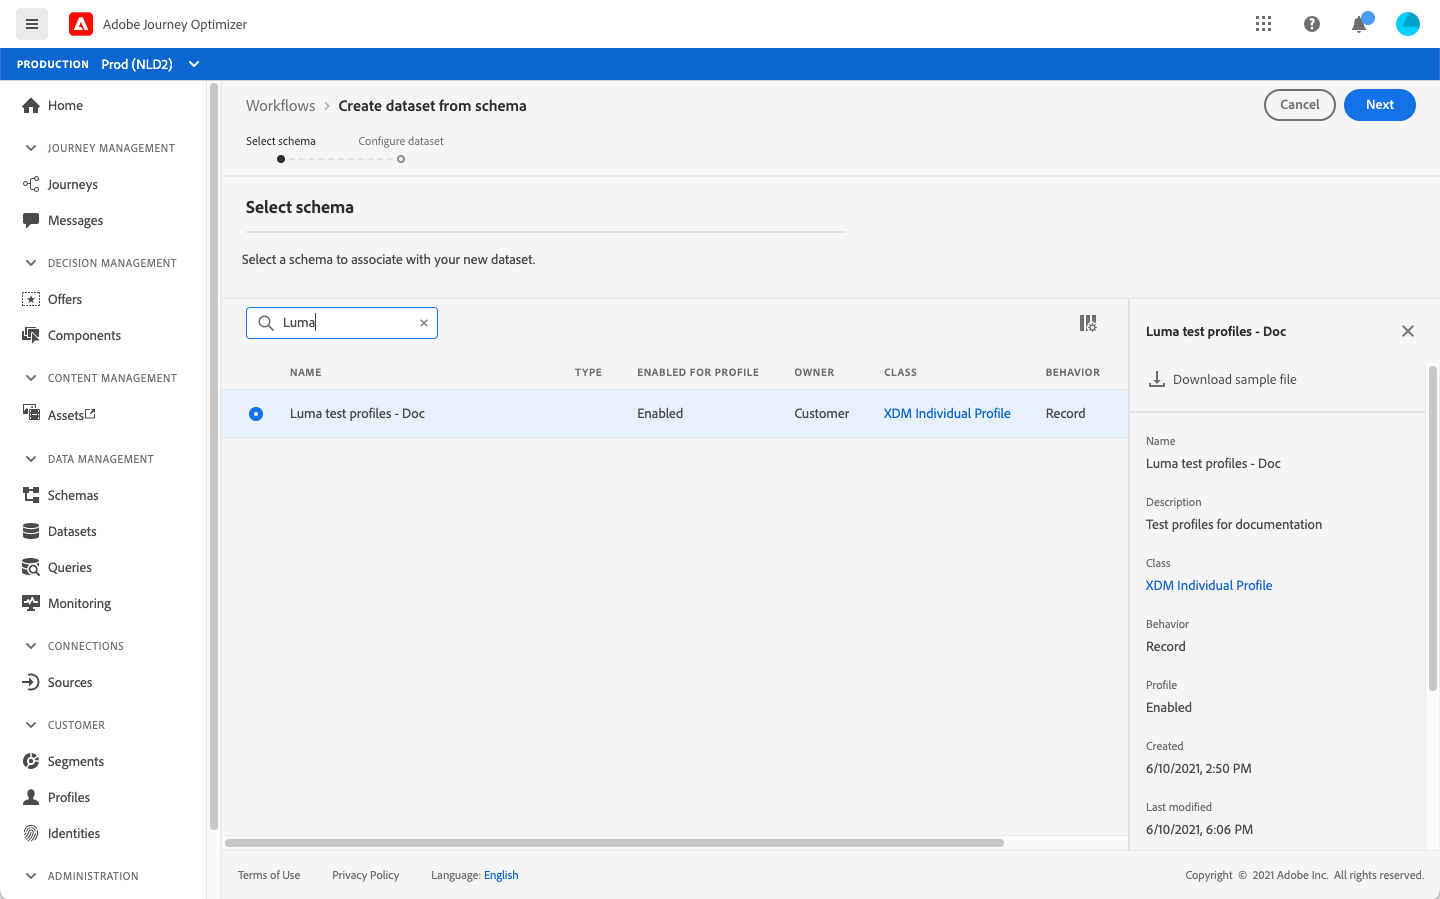 Adobe Journey Optimizer
PRODUCTION Prod (NLD2)
Home
JOURNEY MANAGEMENT
Journeys
Messages
DECISION MANAGEMENT
Offers
Components
CONTENT MANAGEMENT
Assets
DATA MANAGEMENT
Schemas
Datasets
Queries
Monitoring
CONNECTIONS
Sources
CUSTOMER
Segments
Profiles
Identities
ADMINISTRATION
Workflows > Create dataset from schema
Cancel
Next
Select schema
Configure dataset
Select schema
Select a schema to associate with your new dataset.
Luma
NAME TYPE ENABLED FOR PROFILE OWNER CLASS BEHAVIOR
Luma test profiles - Doc Enabled Customer XDM Individual Profile Record
Luma test profiles - Doc
Download sample file
Name
Luma test profiles - Doc
Description
Test profiles for documentation
Class
XDM Individual Profile
Behavior
Record
Profile
Enabled
Created
6/10/2021, 2:50 PM
Last modified
6/10/2021, 6:06 PM
Terms of Use Privacy Policy Language: English Copyright © 2021 Adobe Inc. All rights reserved.